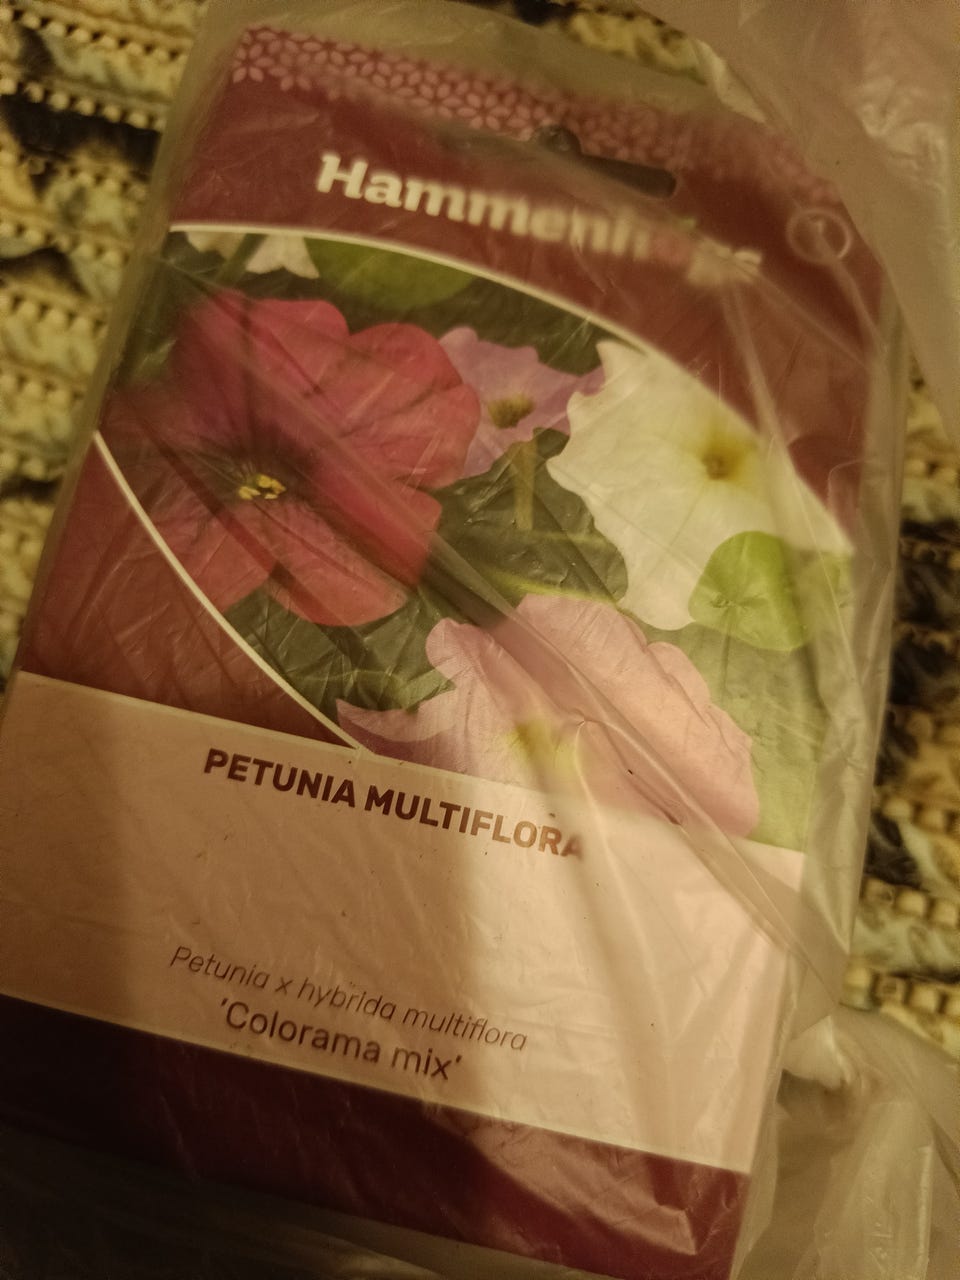 PETUNIA MULTIFLORA
Petunia x hybrida multiflora
'Colorama mix'